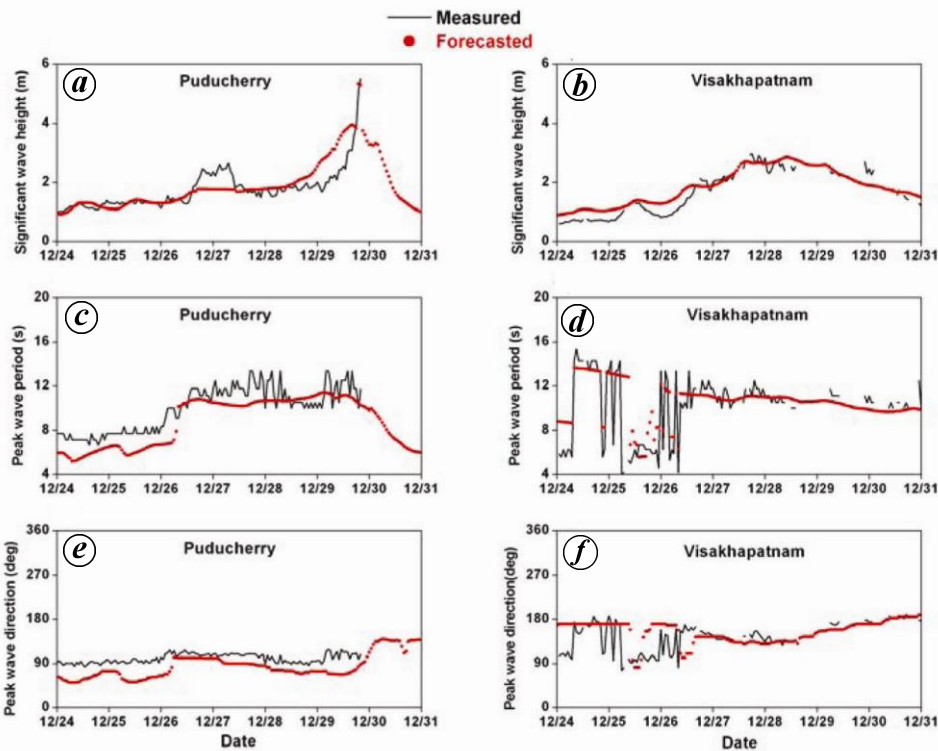 Measured
Forecasted
a
Puducherry
Significant wave height (m)
6
4
2
0
12/24 12/25 12/26 12/27 12/28 12/29 12/30 12/31
b
Visakhapatnam
Significant wave height (m)
6
4
2
0
12/24 12/25 12/26 12/27 12/28 12/29 12/30 12/31
c
Puducherry
Peak wave period (s)
20
16
12
8
4
12/24 12/25 12/26 12/27 12/28 12/29 12/30 12/31
d
Visakhapatnam
Peak wave period (s)
20
16
12
8
4
12/24 12/25 12/26 12/27 12/28 12/29 12/30 12/31
e
Puducherry
Peak wave direction (deg)
360
270
180
90
0
12/24 12/25 12/26 12/27 12/28 12/29 12/30 12/31
Date
f
Visakhapatnam
Peak wave direction(deg)
360
270
180
90
0
12/24 12/25 12/26 12/27 12/28 12/29 12/30 12/31
Date